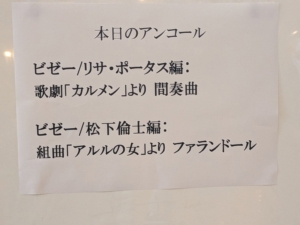 本日のアンコール
ビゼー/リサ・ポータス編：
歌劇「カルメン」より 間奏曲
ビゼー/松下倫士編：
組曲「アルルの女」より ファランドール